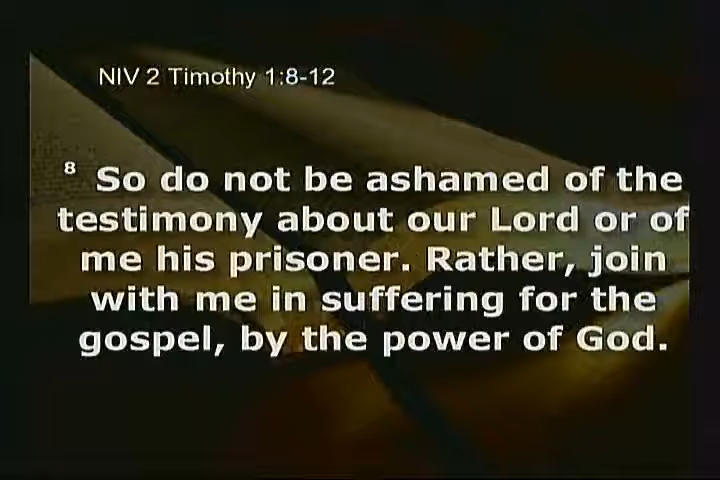 NIV 2 Timothy 1:8-12
8 So do not be ashamed of the
testimony about our Lord or of
me his prisoner. Rather, join
with me in suffering for the
gospel, by the power of God.